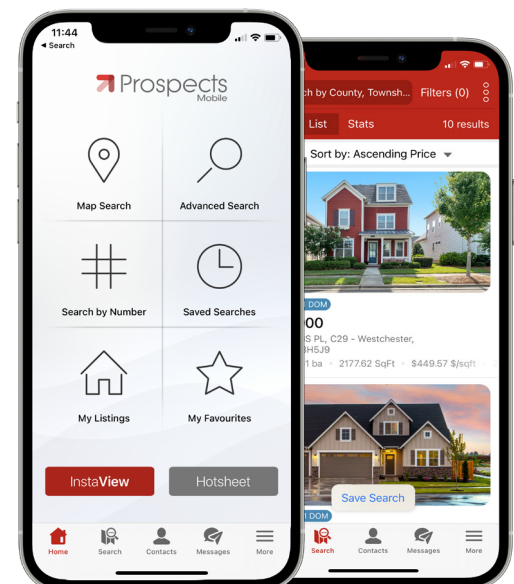 11:44
Search
Prospects
Mobile
Map Search
Advanced Search
Search by Number
Saved Searches
My Listings
My Favourites
InstaView
Hotsheet
Home
Search
Contacts
Messages
More
ch by County, Townsh...
Filters (0)
List
Stats
10 results
Sort by: Ascending Price
DOM
00
S PL, C29 - Westchester,
3H5J9
1 ba
2177.62 SqFt
$449.57 $/sqft
Save Search
1 DOM
Search
Contacts
Messages
More